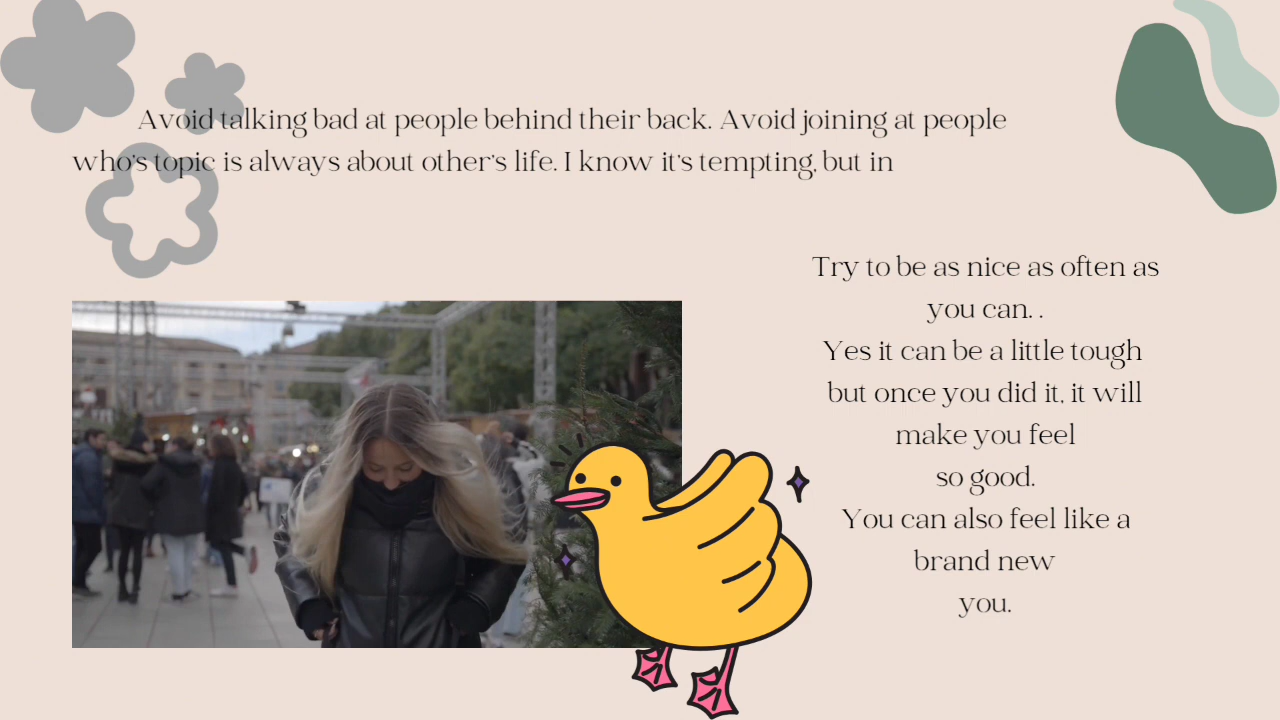 Avoid talking bad at people behind their back. Avoid joining at people
who's topic is always about other's life. I know it's tempting, but in
Try to be as nice as often as
you can. .
Yes it can be a little tough
but once you did it, it will
make you feel
so good.
You can also feel like a
brand new
you.